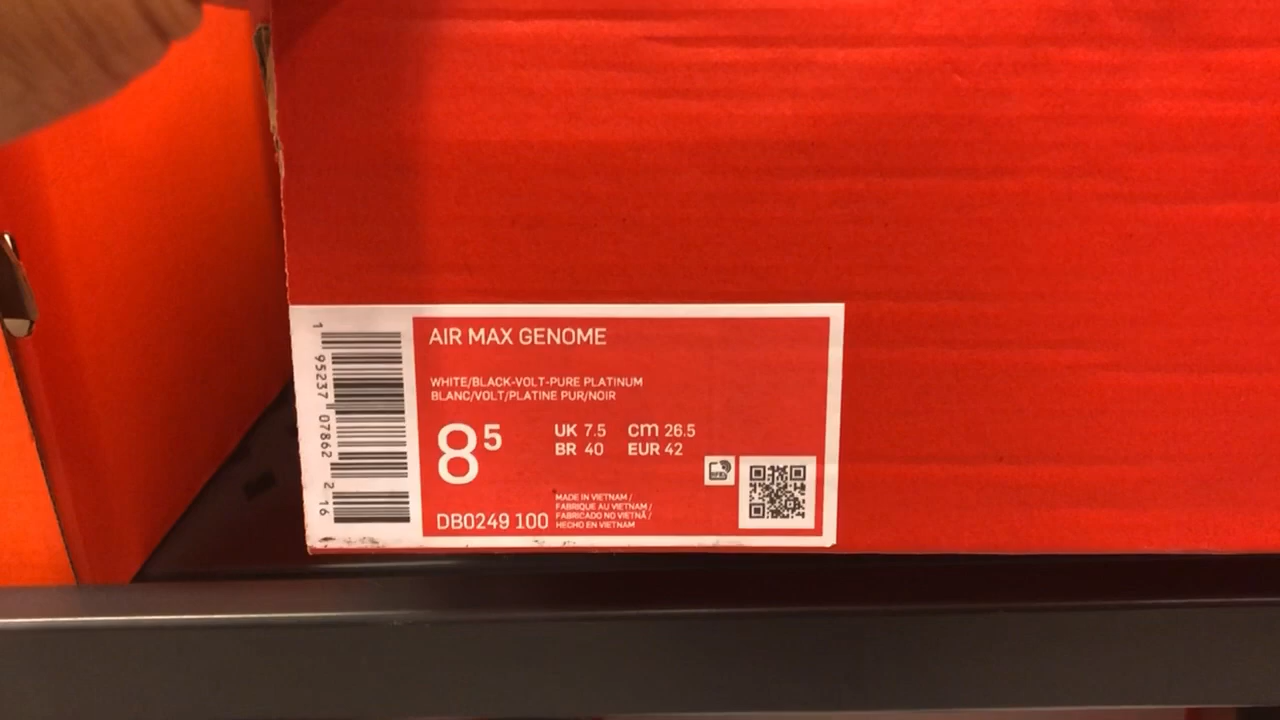 AIR MAX GENOME
WHITE/BLACK-VOLT-PURE PLATINUM
BLANC/VOLT/PLATINE PUR/NOIR
8⁵
UK 7.5 cm 26.5
BR 40 EUR 42
MADE IN VIETNAM /
FABRIQUE AU VIETNAM /
FABRICADO NO VIETNÃ /
HECHO EN VIETNAM
DB0249 100
1 95237 07862 2 16